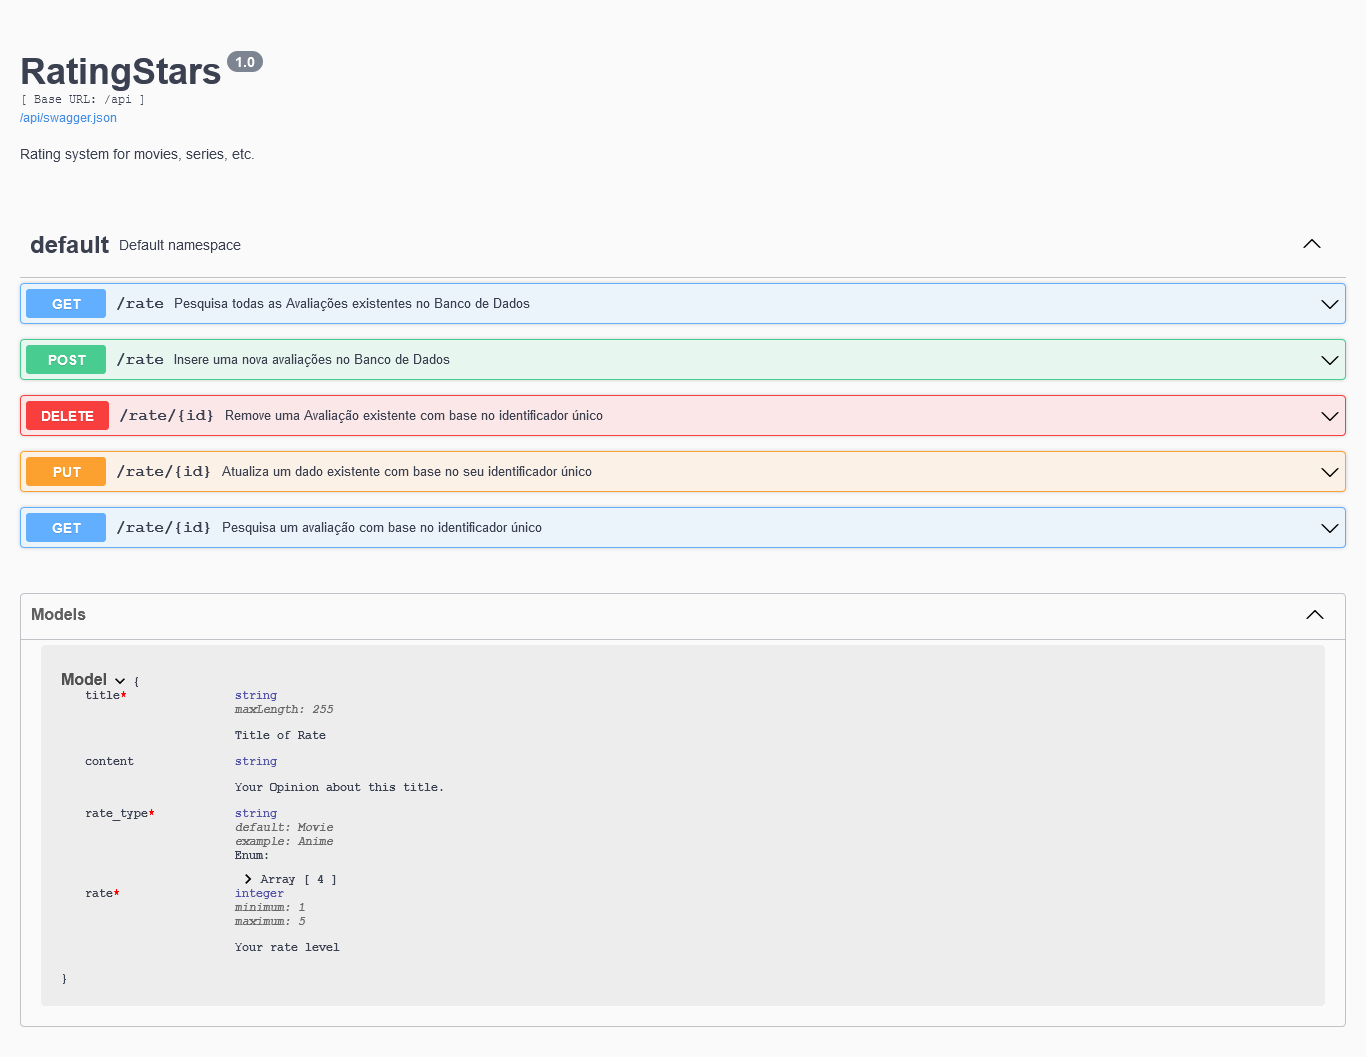 RatingStars 1.0
[ Base URL: /api ]
/api/swagger.json
Rating system for movies, series, etc.
default Default namespace
GET /rate Pesquisa todas as Avaliações existentes no Banco de Dados
POST /rate Insere uma nova avaliações no Banco de Dados
DELETE /rate/{id} Remove uma Avaliação existente com base no identificador único
PUT /rate/{id} Atualiza um dado existente com base no seu identificador único
GET /rate/{id} Pesquisa um avaliação com base no identificador único
Models
Model {
title* string
maxLength: 255
Title of Rate
content string
Your Opinion about this title.
rate_type* string
default: Movie
example: Anime
Enum:
Array [ 4 ]
rate* integer
minimum: 1
maximum: 5
Your rate level
}